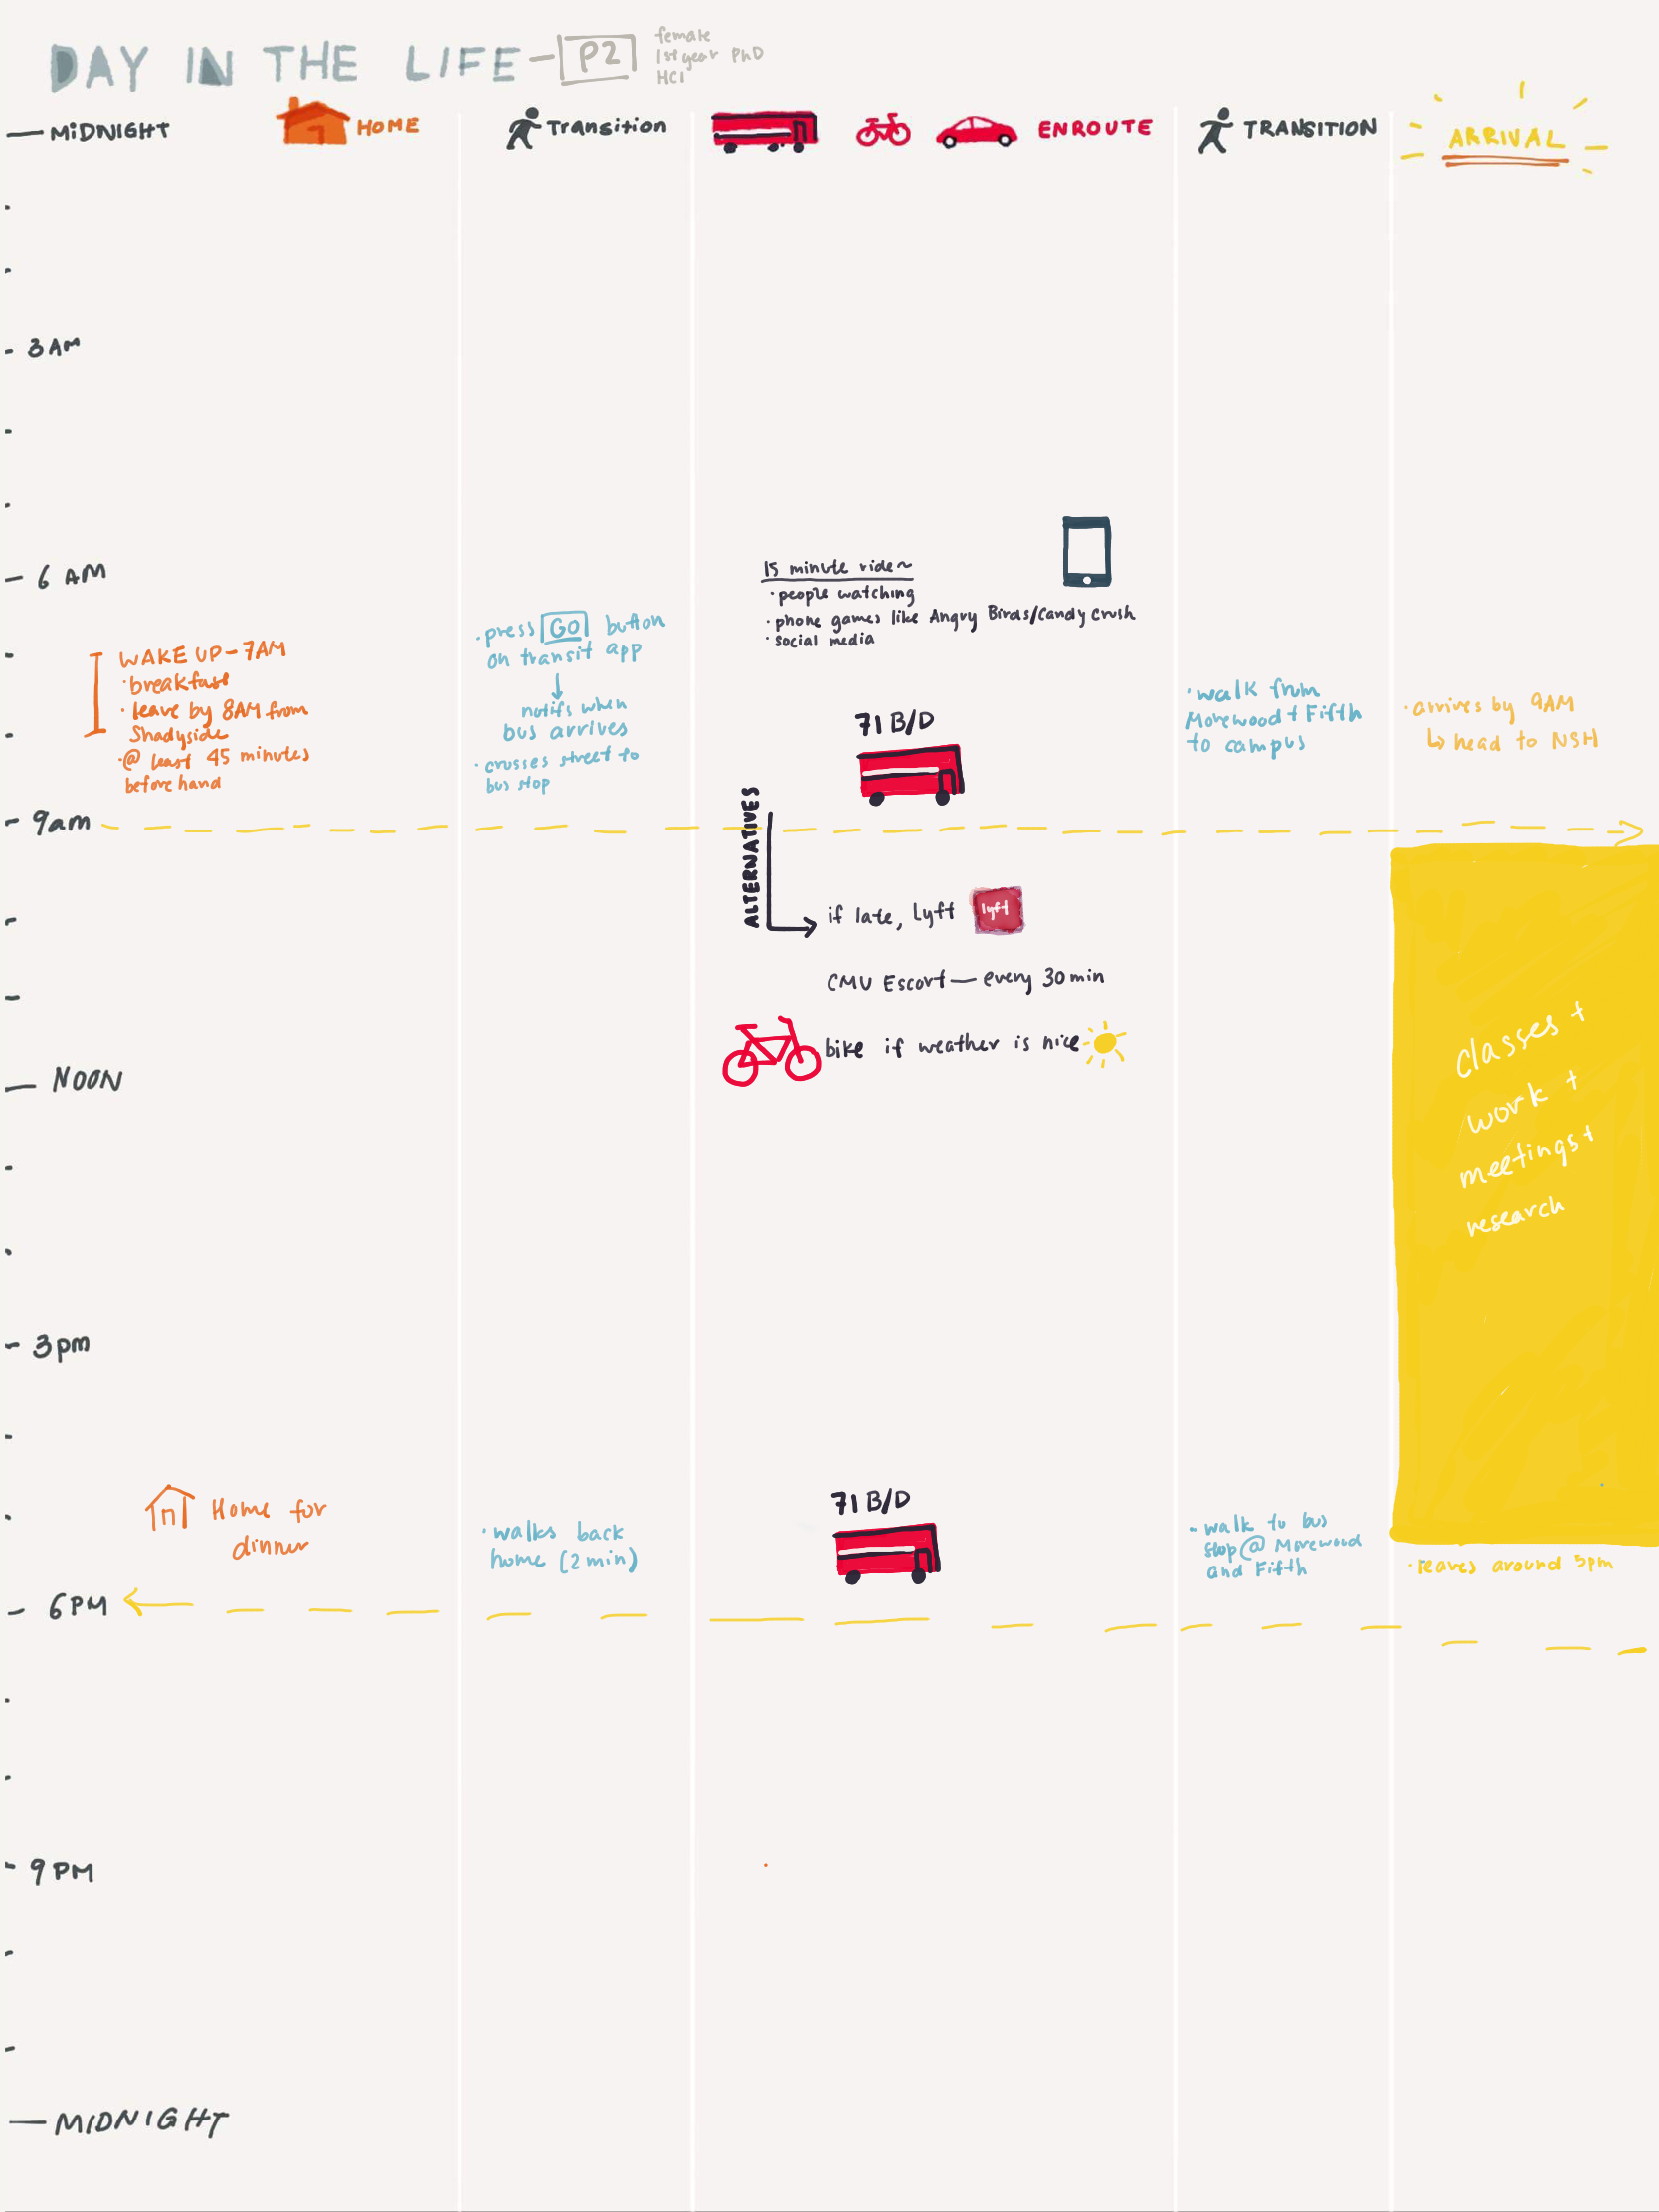 DAY IN THE LIFE — P2
female
1st year PhD
HCI
MIDNIGHT
HOME
Transition
ENROUTE
TRANSITION
ARRIVAL
3AM
6 AM
WAKE UP - 7AM
· breakfast
· leave by 8AM from
Shadyside
· @ least 45 minutes
before hand
· press GO button
on transit app
↓
notifs when
bus arrives
· crosses street to
bus stop
15 minute ride ~
· people watching
· phone games like Angry Birds/Candy Crush
· social media
71 B/D
· walk from
Morewood + Fifth
to campus
· arrives by 9AM
↳ head to NSH
9am
ALTERNATIVES
if late, Lyft
lyft
CMU Escort — every 30 min
bike if weather is nice
NOON
classes +
work +
meetings +
research
3pm
Home for
dinner
· walks back
home (2 min)
71 B/D
- walk to bus
stop @ Morewood
and Fifth
· leaves around 5pm
6PM
9 PM
MIDNIGHT